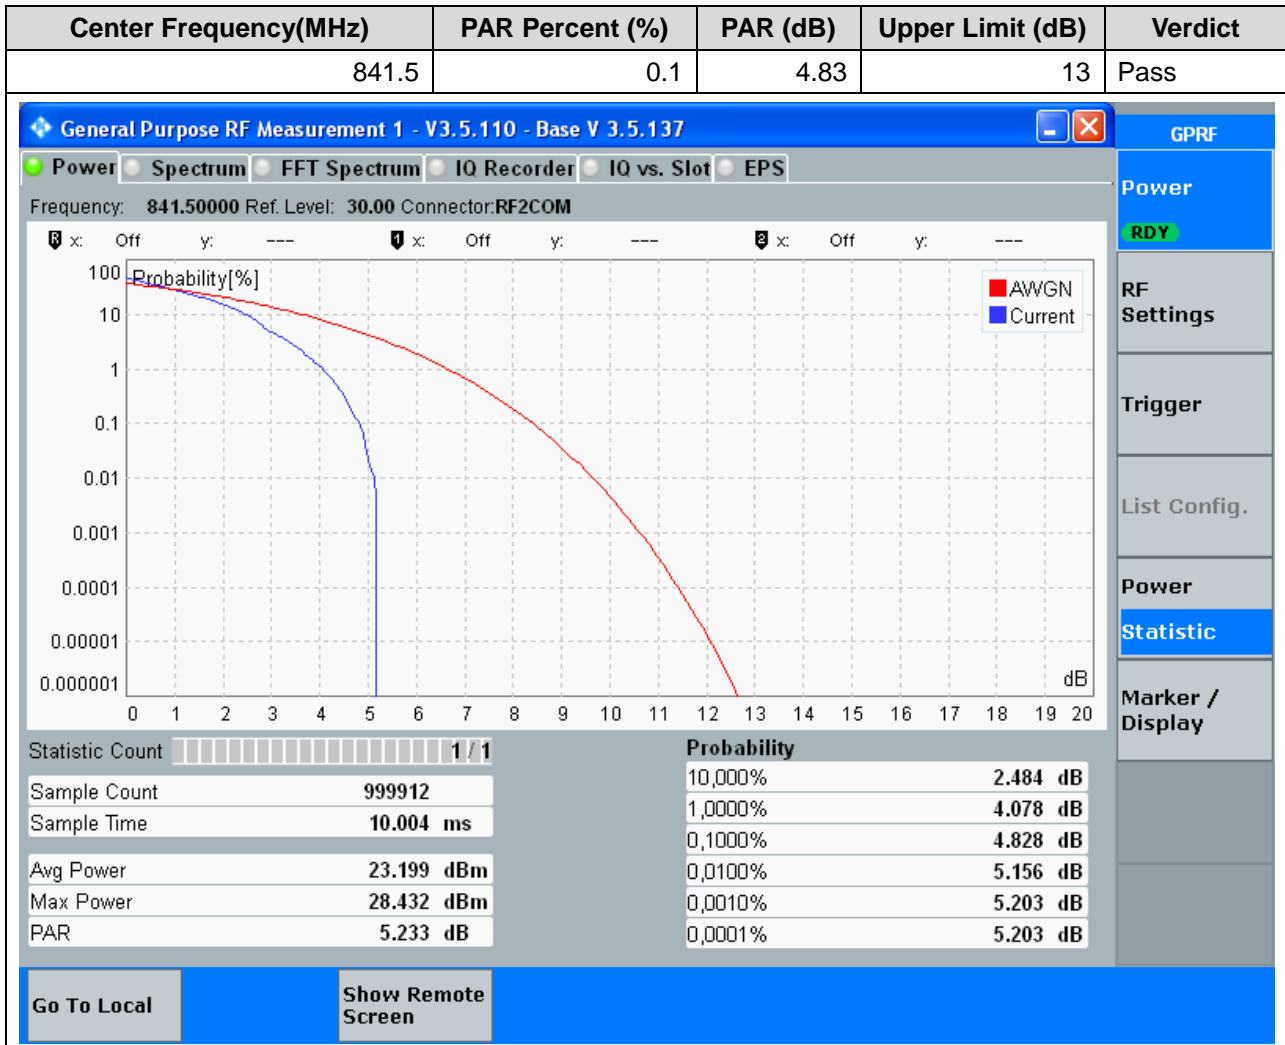 Center Frequency(MHz) PAR Percent (%) PAR (dB) Upper Limit (dB) Verdict
841.5 0.1 4.83 13 Pass
General Purpose RF Measurement 1 - V3.5.110 - Base V 3.5.137
GPRF
Power Spectrum FFT Spectrum IQ Recorder IQ vs. Slot EPS
Power
RDY
Frequency: 841.50000 Ref. Level: 30.00 Connector:RF2COM
R x: Off y: --- 1 x: Off y: --- 2 x: Off y: ---
Probability[%]
AWGN
Current
100
10
1
0.1
0.01
0.001
0.0001
0.00001
0.000001
dB
0 1 2 3 4 5 6 7 8 9 10 11 12 13 14 15 16 17 18 19 20
RF
Settings
Trigger
List Config.
Power
Statistic
Marker /
Display
Statistic Count 1 / 1
Sample Count 999912
Sample Time 10.004 ms
Avg Power 23.199 dBm
Max Power 28.432 dBm
PAR 5.233 dB
Probability
10,000% 2.484 dB
1,0000% 4.078 dB
0,1000% 4.828 dB
0,0100% 5.156 dB
0,0010% 5.203 dB
0,0001% 5.203 dB
Go To Local
Show Remote
Screen